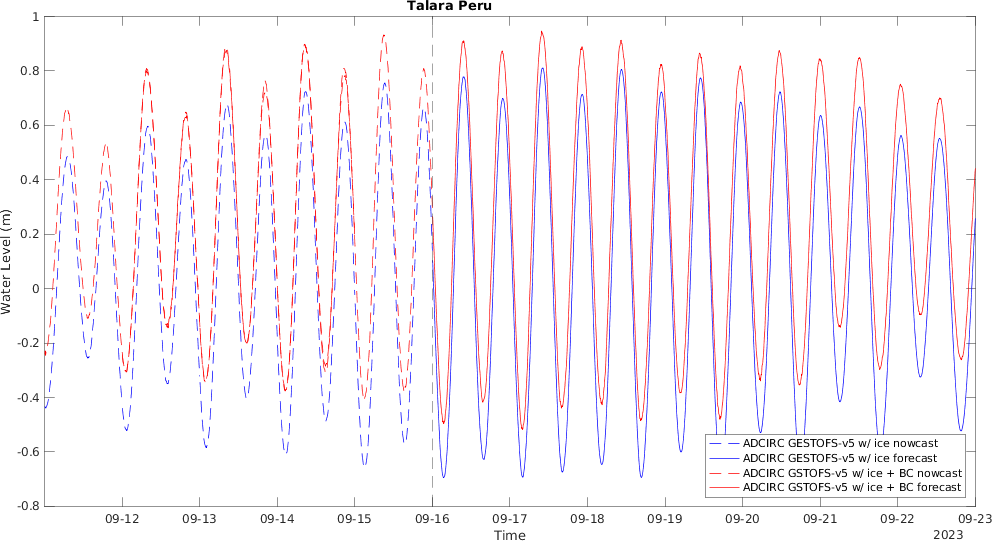 Talara Peru
Water Level (m)
1
0.8
0.6
0.4
0.2
0
-0.2
-0.4
-0.6
-0.8
ADCIRC GESTOFS-v5 w/ ice nowcast
ADCIRC GESTOFS-v5 w/ ice forecast
ADCIRC GSTOFS-v5 w/ ice + BC nowcast
ADCIRC GSTOFS-v5 w/ ice + BC forecast
09-12 09-13 09-14 09-15 09-16 09-17 09-18 09-19 09-20 09-21 09-22 09-23
Time
2023